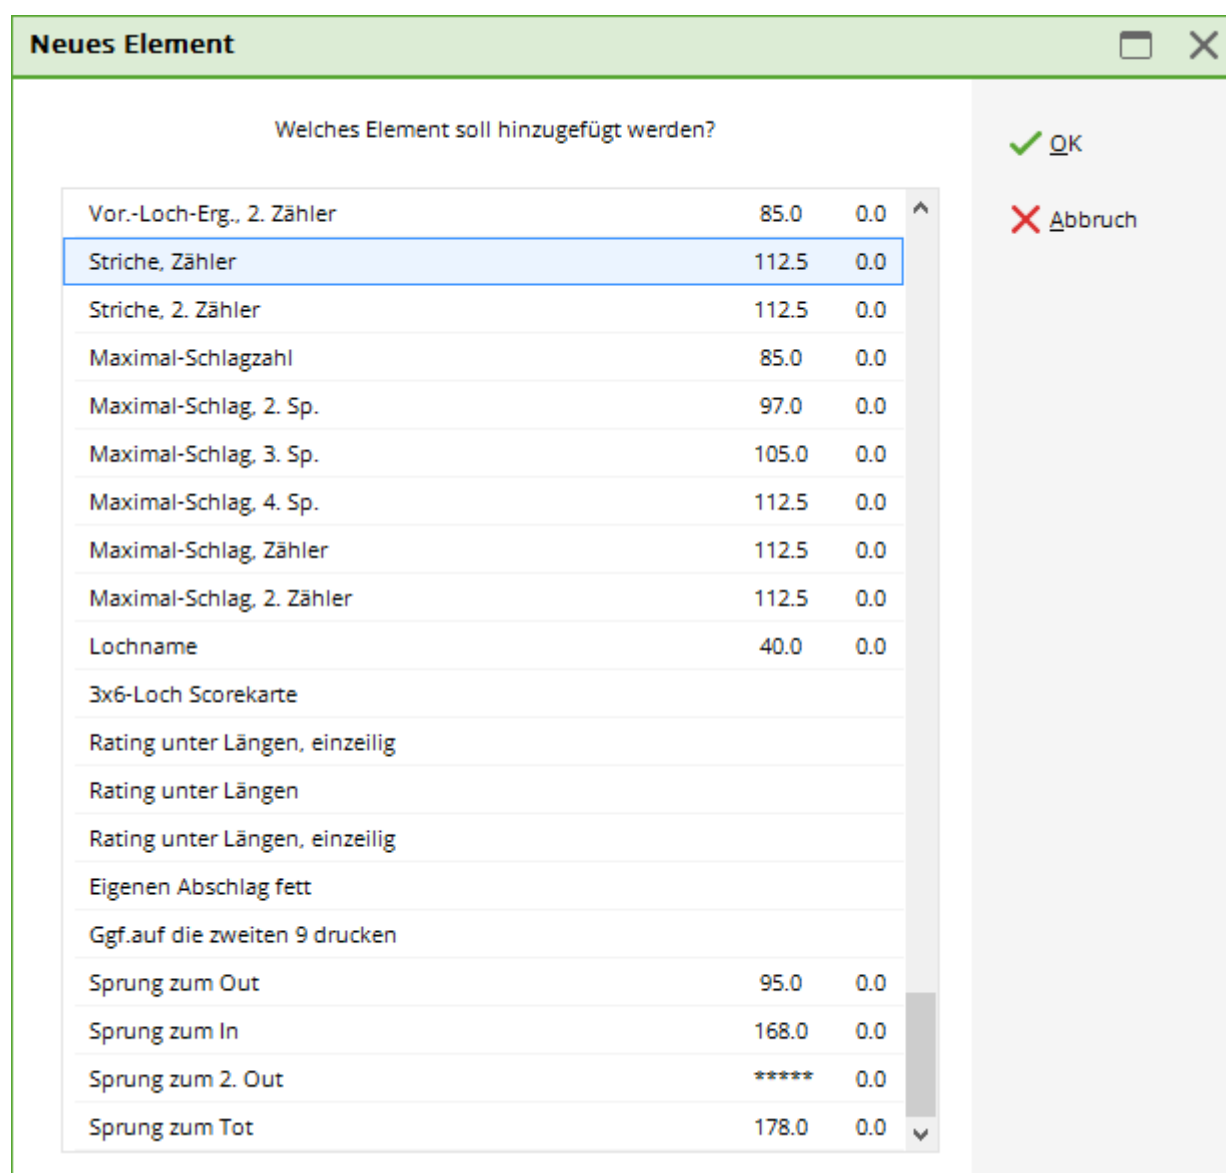 Neues Element
Welches Element soll hinzugefügt werden?
OK
Abbruch
Vor.-Loch-Erg., 2. Zähler 85.0 0.0
Striche, Zähler 112.5 0.0
Striche, 2. Zähler 112.5 0.0
Maximal-Schlagzahl 85.0 0.0
Maximal-Schlag, 2. Sp. 97.0 0.0
Maximal-Schlag, 3. Sp. 105.0 0.0
Maximal-Schlag, 4. Sp. 112.5 0.0
Maximal-Schlag, Zähler 112.5 0.0
Maximal-Schlag, 2. Zähler 112.5 0.0
Lochname 40.0 0.0
3x6-Loch Scorekarte
Rating unter Längen, einzeilig
Rating unter Längen
Rating unter Längen, einzeilig
Eigenen Abschlag fett
Ggf.auf die zweiten 9 drucken
Sprung zum Out 95.0 0.0
Sprung zum In 168.0 0.0
Sprung zum 2. Out ***** 0.0
Sprung zum Tot 178.0 0.0